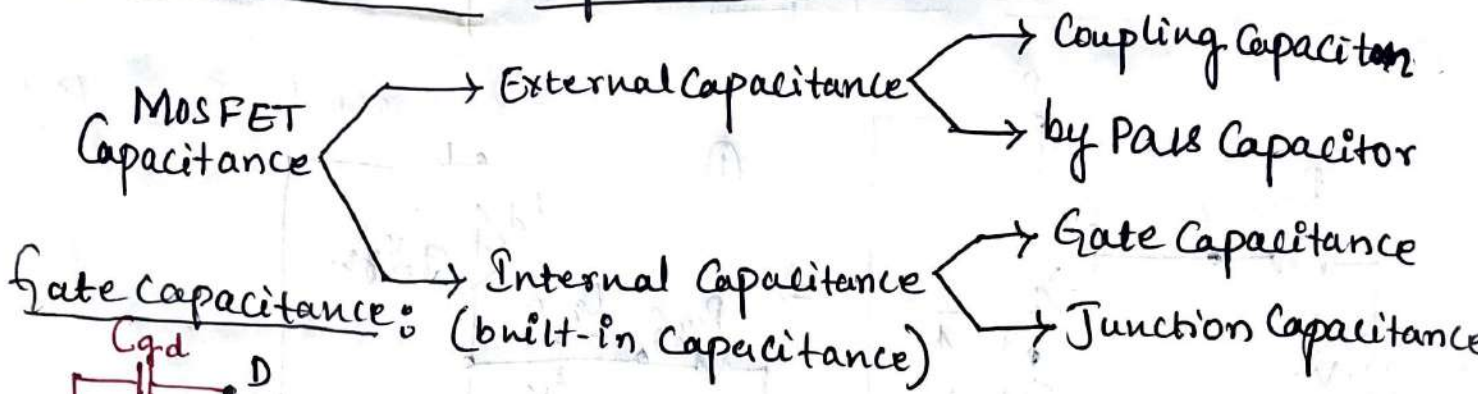 MOSFET
Capacitance
External Capacitance
Coupling Capacitor
by Pass Capacitor
Internal Capacitance
(built-in Capacitance)
Gate Capacitance
Junction Capacitance
Gate capacitance:
Cgd
D